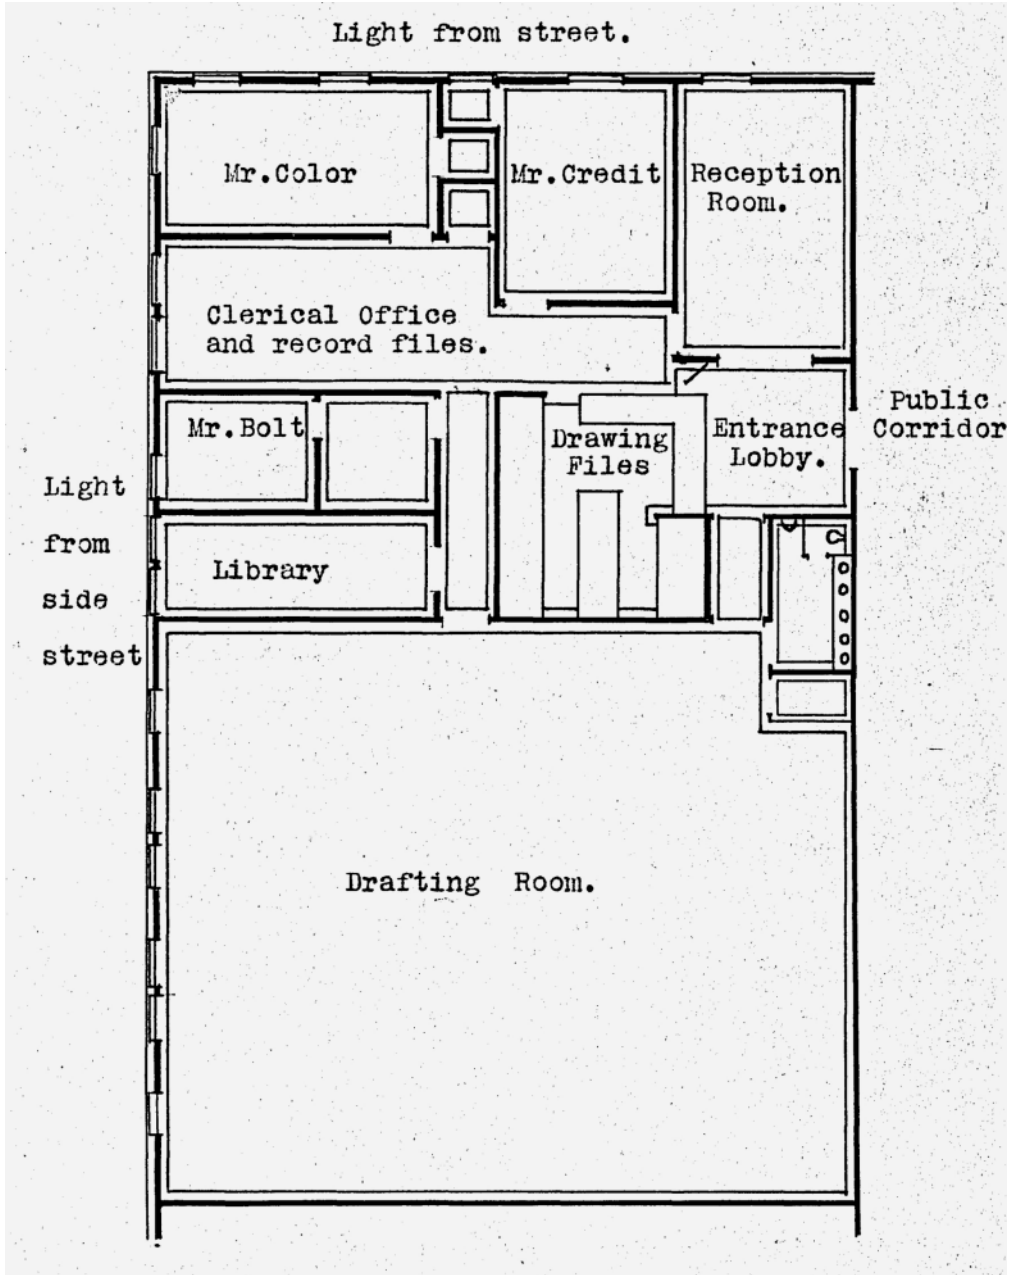 Light from street.
Mr.Color
Mr.Credit
Reception
Room.
Clerical Office
and record files.
Mr.Bolt
Drawing
Files
Entrance
Lobby.
Public
Corridor
Light
from
side
street
Library
Drafting Room.